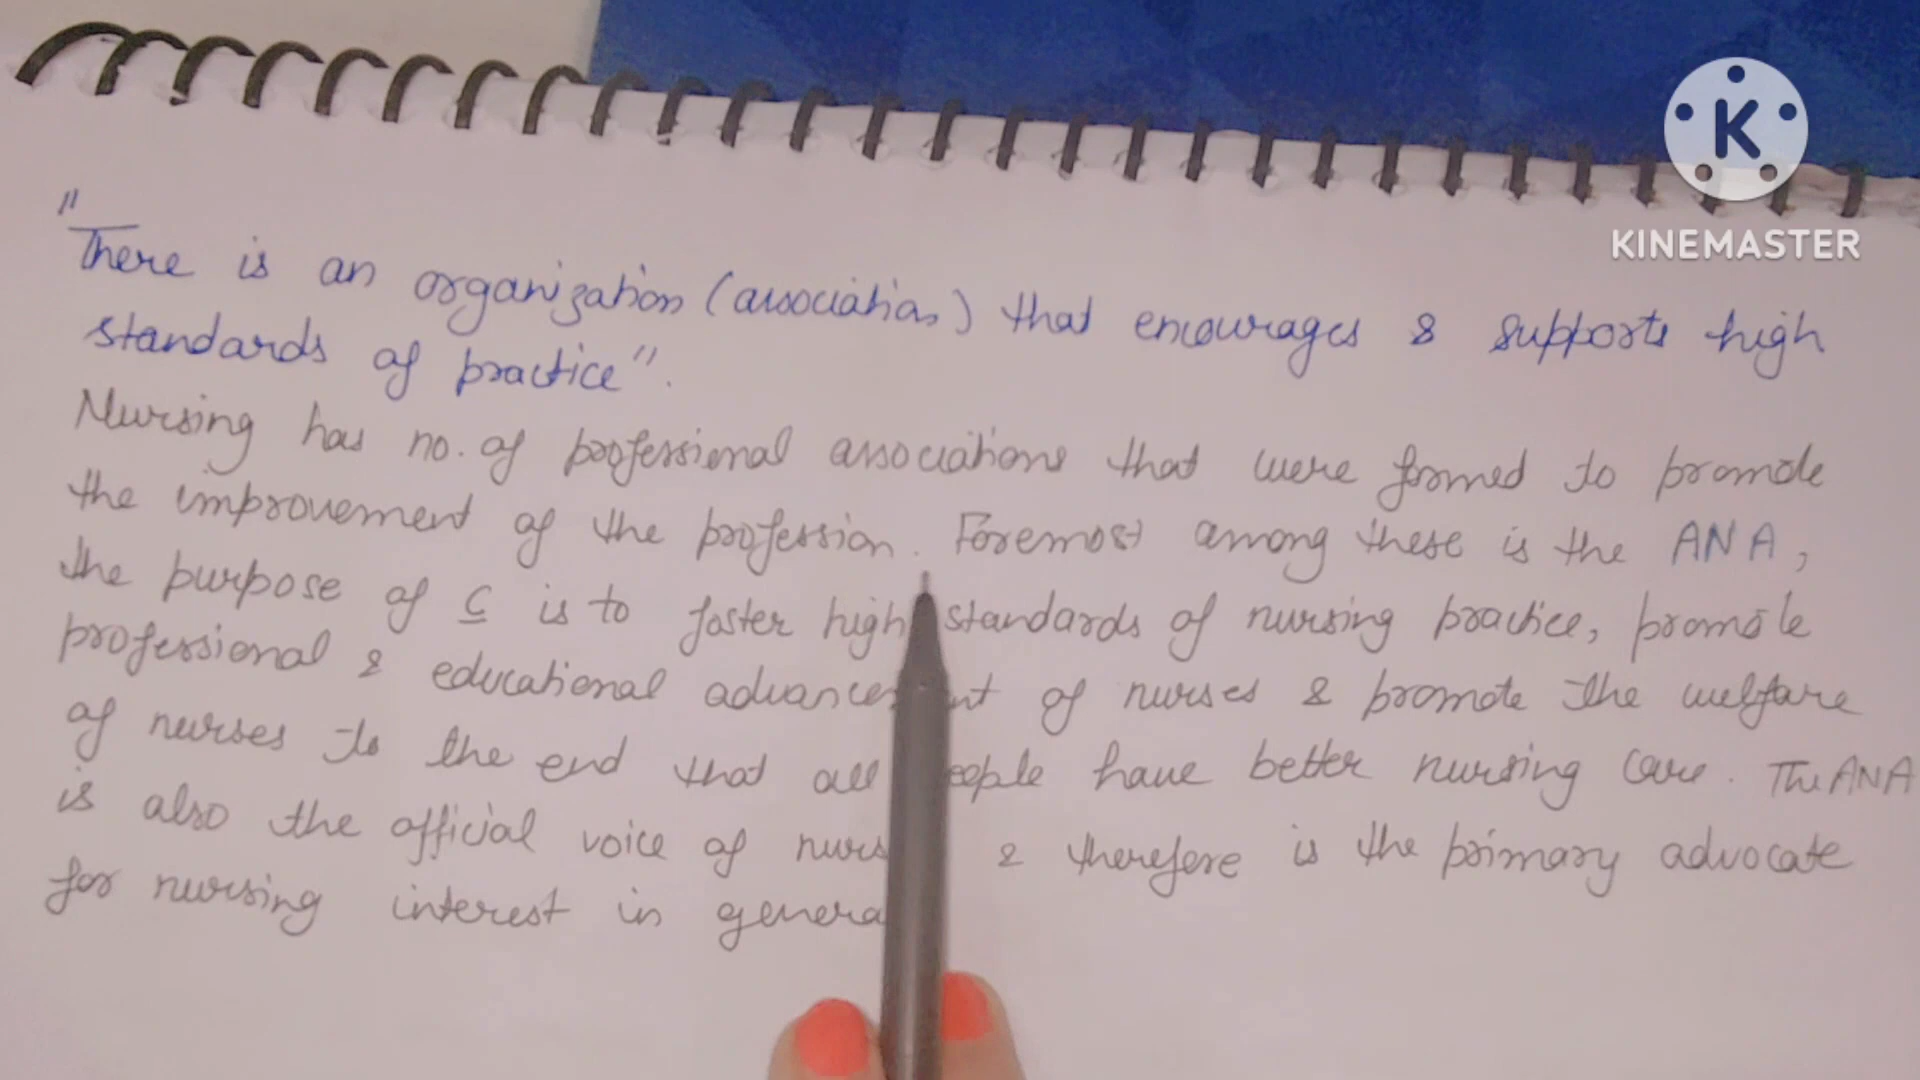 "There is an organization (association) that encourages & supports high
standards of practice".
Nursing has no. of professional associations that were formed to promote
the improvement of the profession. Foremost among these is the ANA,
the purpose of C is to foster high standards of nursing practice, promote
professional & educational advancement of nurses & promote the welfare
of nurses to the end that all people have better nursing care. The ANA
is also the official voice of & therefore is the primary advocate
for nursing interest in
K
KINEMASTER